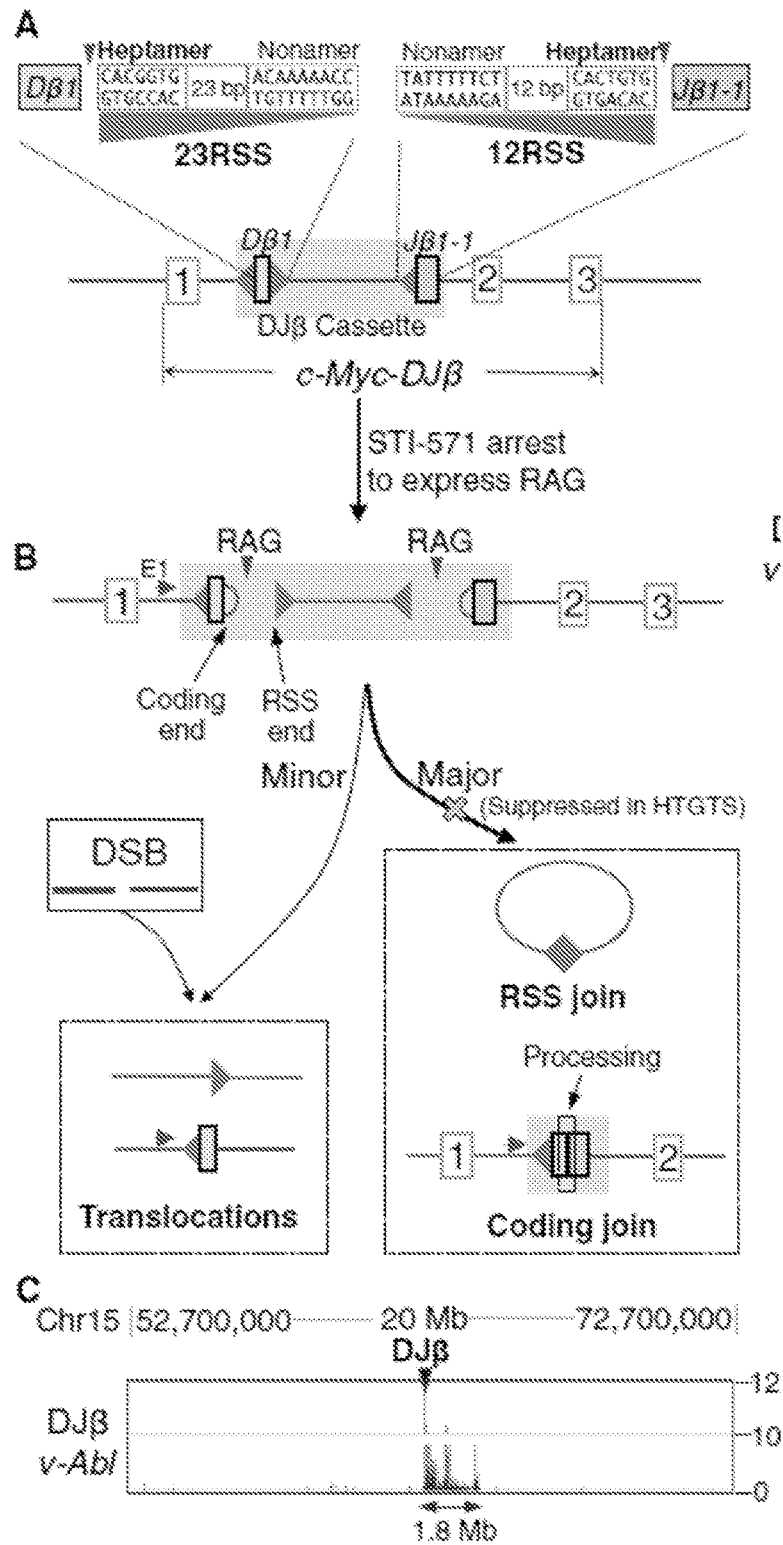 A
Heptamer Nonamer Nonamer Heptamer
Dβ1 CACGGTG 23 bp ACAAAAACC TATTTTTCT 12 bp CACTGTG Jβ1-1
GTGCCAC TGTTTTTGG ATAAAAAGA GTGACAC
23RSS 12RSS
Dβ1 Jβ1-1
1 2 3
DJβ Cassette
c-Myc-DJβ
STI-571 arrest
to express RAG
B
RAG RAG
E1
1 2 3
Coding
end
RSS
end
Minor
Major
(Suppressed in HTGTS)
DSB
RSS join
Processing
1 2
Translocations
Coding join
C
Chr15 52,700,000 20 Mb 72,700,000
DJβ
12
DJβ
v-Abl
10
0
1.8 Mb
[
v